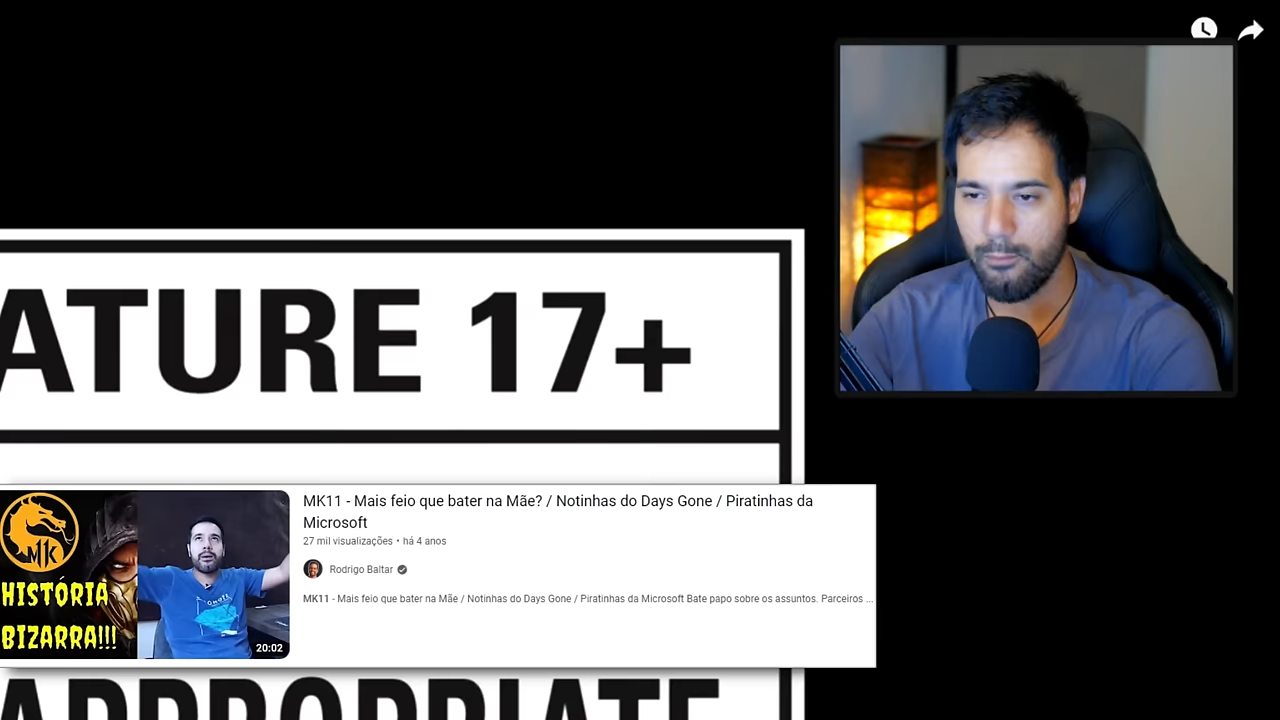 ATURE 17+
MK
HISTÓRIA
BIZARRA!!!
20:02
MK11 - Mais feio que bater na Mãe? / Notinhas do Days Gone / Piratinhas da
Microsoft
27 mil visualizações • há 4 anos
Rodrigo Baltar
MK11 - Mais feio que bater na Mãe / Notinhas do Days Gone / Piratinhas da Microsoft Bate papo sobre os assuntos. Parceiros ...
APPROPRIATE